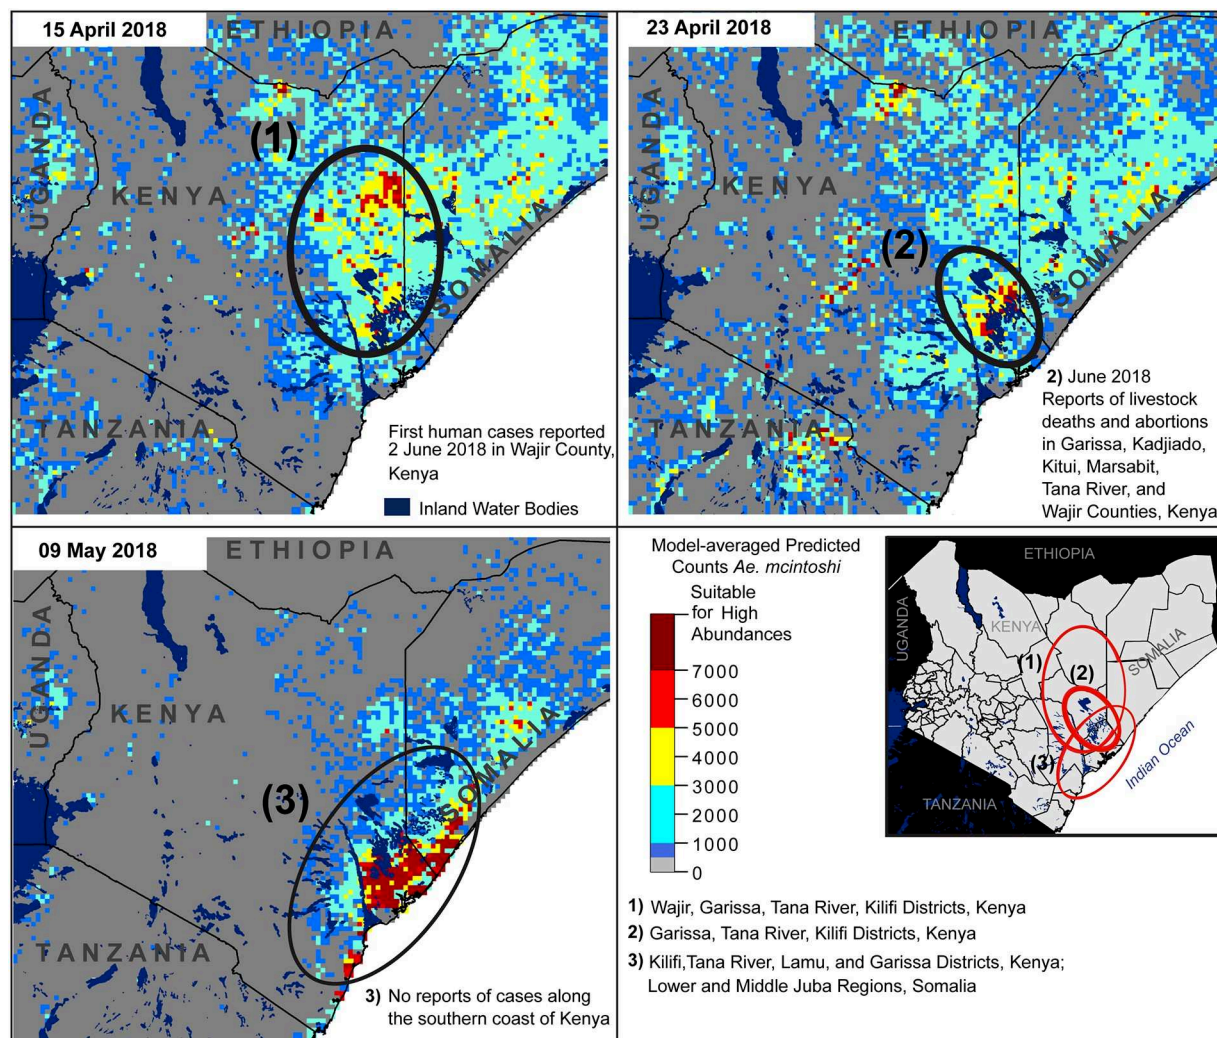 15 April 2018
ETHIOPIA
(1)
UGANDA
KENYA
SOMALIA
TANZANIA
First human cases reported
2 June 2018 in Wajir County,
Kenya
Inland Water Bodies
23 April 2018
ETHIOPIA
UGANDA
KENYA
(2)
SOMALIA
TANZANIA
2) June 2018
Reports of livestock
deaths and abortions
in Garissa, Kadjiado,
Kitui, Marsabit,
Tana River, and
Wajir Counties, Kenya
09 May 2018
ETHIOPIA
UGANDA
KENYA
(3)
SOMALIA
TANZANIA
3) No reports of cases along
the southern coast of Kenya
Model-averaged Predicted
Counts Ae. mcintoshi
Suitable
for High
Abundances
7000
6000
5000
4000
3000
2000
1000
0
ETHIOPIA
UGANDA
KENYA
(1)
(2)
SOMALIA
(3)
Indian Ocean
TANZANIA
1) Wajir, Garissa, Tana River, Kilifi Districts, Kenya
2) Garissa, Tana River, Kilifi Districts, Kenya
3) Kilifi,Tana River, Lamu, and Garissa Districts, Kenya;
Lower and Middle Juba Regions, Somalia